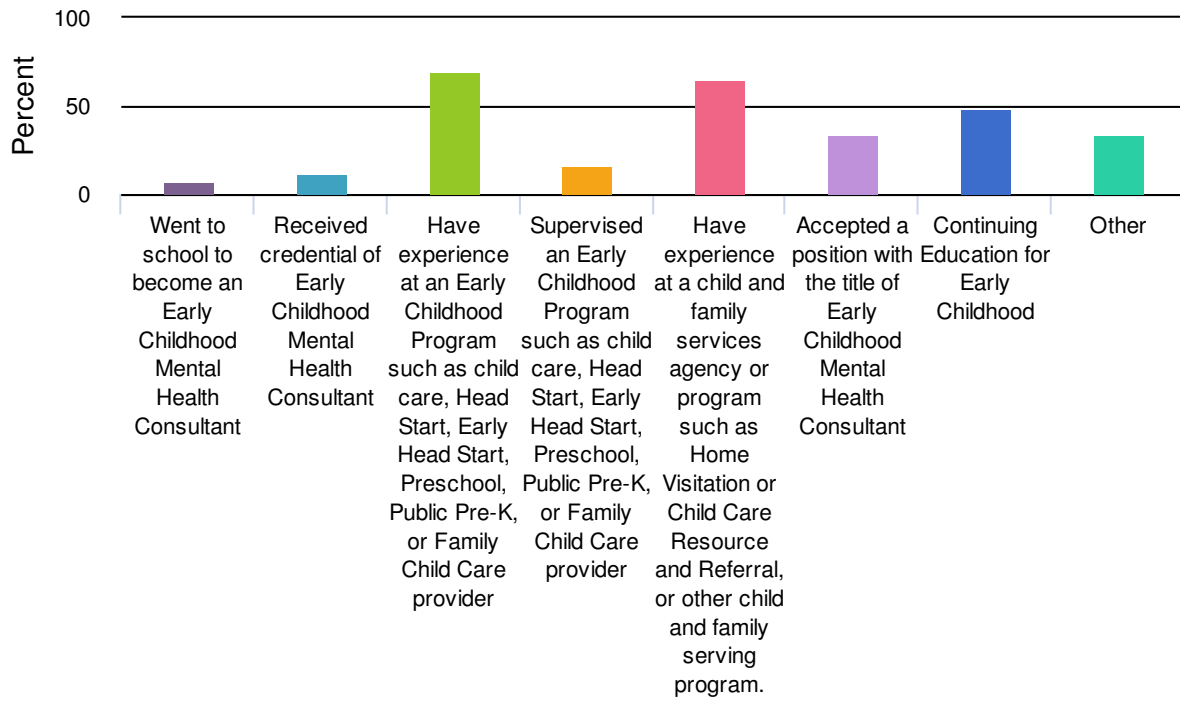 100
Percent
50
0
Went to
school to
become an
Early
Childhood
Mental
Health
Consultant
Received
credential of
Early
Childhood
Mental
Health
Consultant
Have
experience
at an Early
Childhood
Program
such as child
care, Head
Start, Early
Head Start,
Preschool,
Public Pre-K,
or Family
Child Care
provider
Supervised
an Early
Childhood
Program
such as child
care, Head
Start, Early
Head Start,
Preschool,
Public Pre-K,
or Family
Child Care
provider
Have
experience
at a child and
family
services
agency or
program
such as
Home
Visitation or
Child Care
Resource
and Referral,
or other child
and family
serving
program.
Accepted a
position with
the title of
Early
Childhood
Mental
Health
Consultant
Continuing
Education for
Early
Childhood
Other